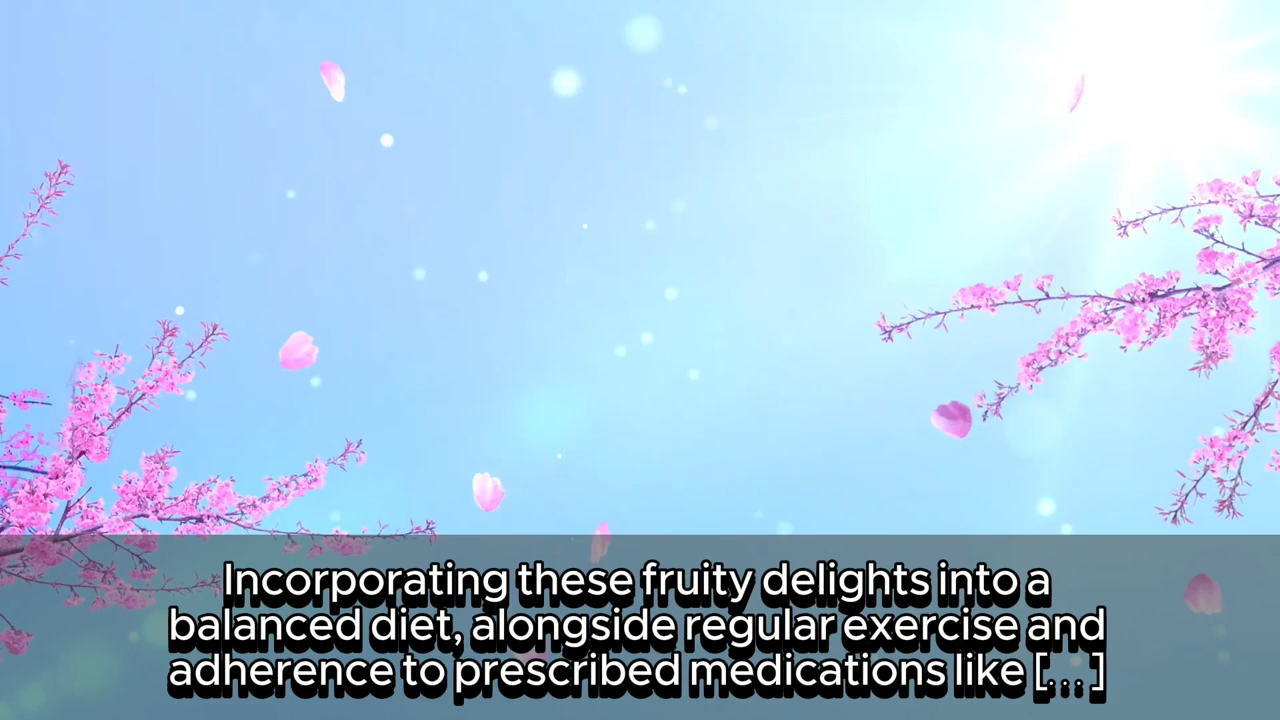 Incorporating these fruity delights into a
balanced diet, alongside regular exercise and
adherence to prescribed medications like [...]